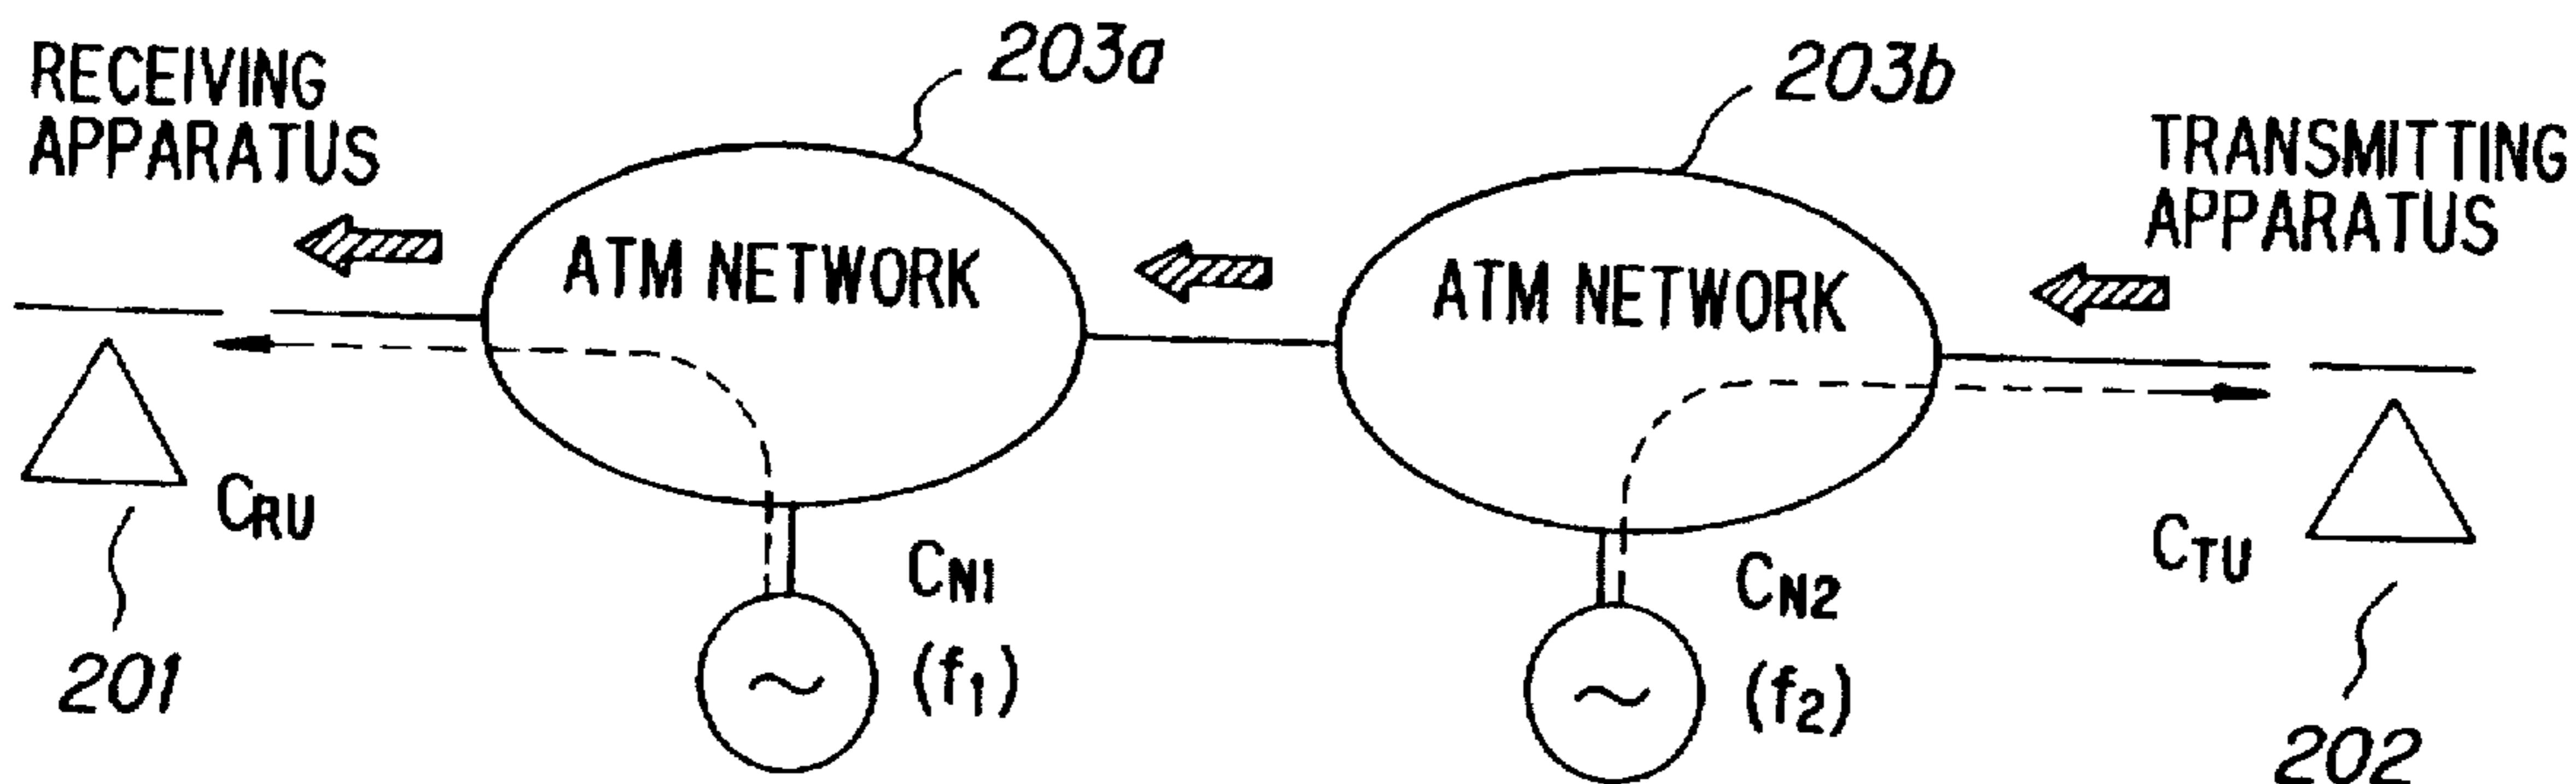 203a
203b
RECEIVING
APPARATUS
TRANSMITTING
APPARATUS
ATM NETWORK
ATM NETWORK
CRU
CN1
CN2
CTU
(f1)
(f2)
201
202